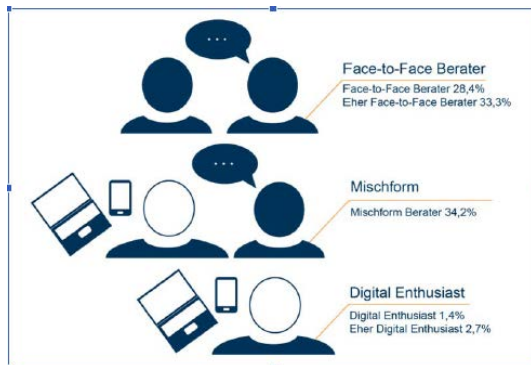 Face-to-Face Berater
Face-to-Face Berater 28,4%
Eher Face-to-Face Berater 33,3%
Mischform
Mischform Berater 34,2%
Digital Enthusiast
Digital Enthusiast 1,4%
Eher Digital Enthusiast 2,7%